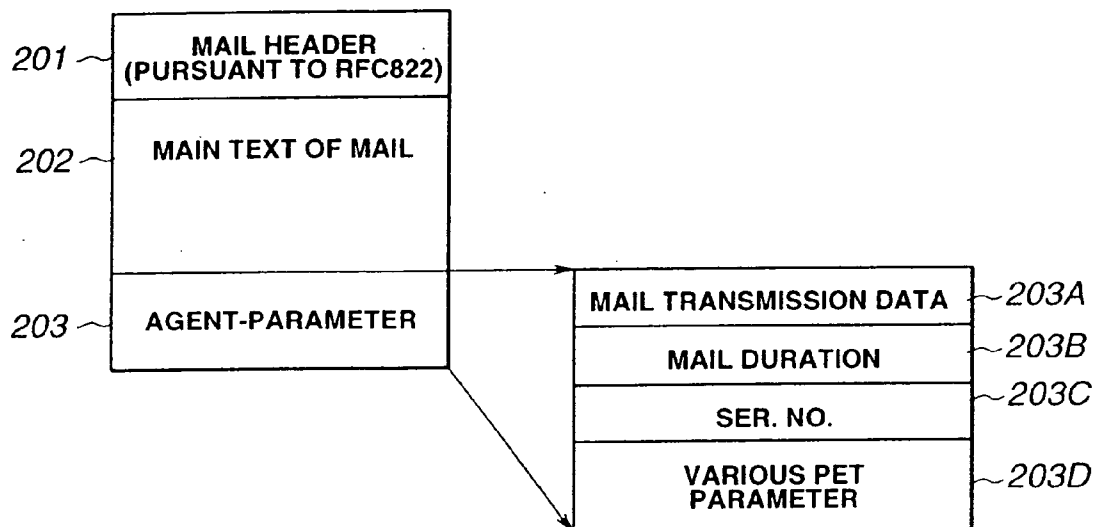 201
MAIL HEADER
(PURSUANT TO RFC822)
202
MAIN TEXT OF MAIL
203
AGENT-PARAMETER
MAIL TRANSMISSION DATA
203A
MAIL DURATION
203B
SER. NO.
203C
VARIOUS PET
PARAMETER
203D